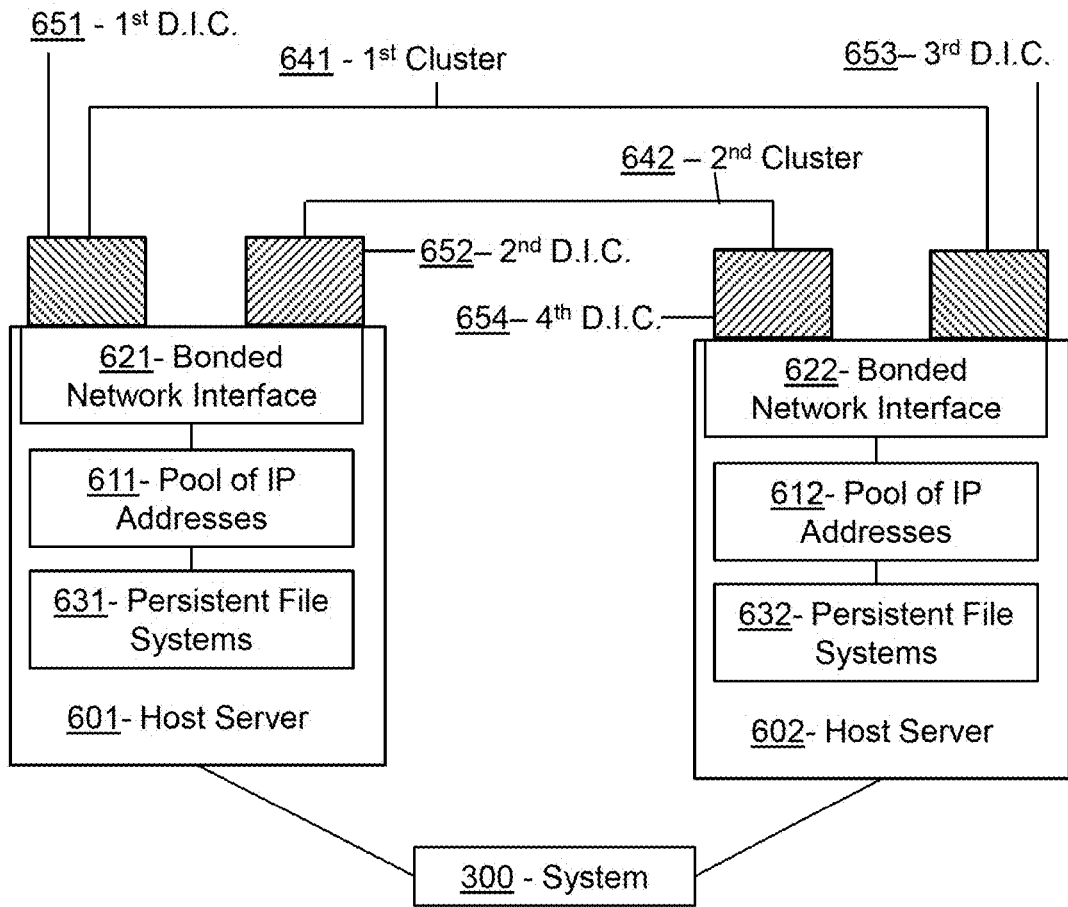 651 - 1st D.I.C.
641 - 1st Cluster
653– 3rd D.I.C.
642 – 2nd Cluster
652– 2nd D.I.C.
654– 4th D.I.C.
621- Bonded
Network Interface
611- Pool of IP
Addresses
631- Persistent File
Systems
601- Host Server
622- Bonded
Network Interface
612- Pool of IP
Addresses
632- Persistent File
Systems
602- Host Server
300 - System